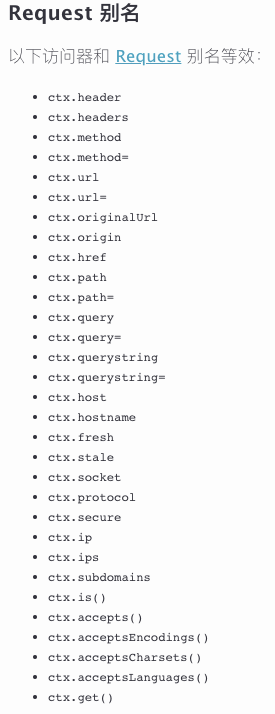 Request 别名
以下访问器和 Request 别名等效：
• ctx.header
• ctx.headers
• ctx.method
• ctx.method=
• ctx.url
• ctx.url=
• ctx.originalUrl
• ctx.origin
• ctx.href
• ctx.path
• ctx.path=
• ctx.query
• ctx.query=
• ctx.querystring
• ctx.querystring=
• ctx.host
• ctx.hostname
• ctx.fresh
• ctx.stale
• ctx.socket
• ctx.protocol
• ctx.secure
• ctx.ip
• ctx.ips
• ctx.subdomains
• ctx.is()
• ctx.accepts()
• ctx.acceptsEncodings()
• ctx.acceptsCharsets()
• ctx.acceptsLanguages()
• ctx.get()